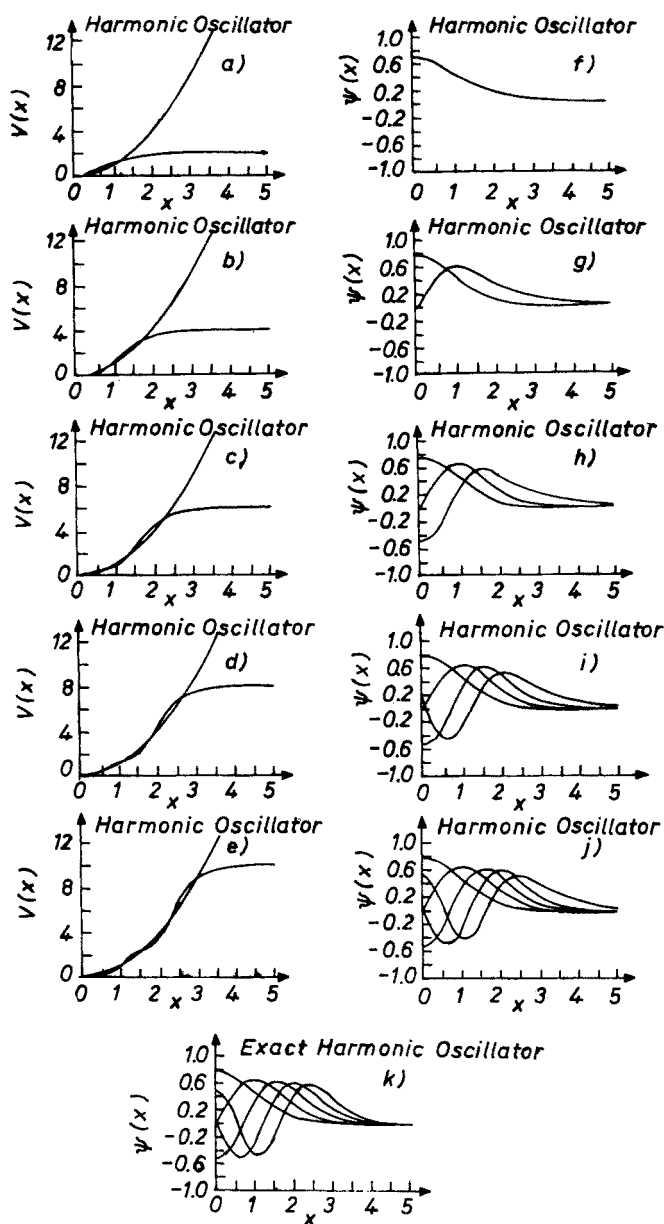 Harmonic Oscillator
a)
V(x)
12
8
4
0
0 1 2 3 4 5
x
Harmonic Oscillator
f)
ψ(x)
1.0
0.6
0.2
-0.2
-0.6
-1.0
0 1 2 3 4 5
x
Harmonic Oscillator
b)
V(x)
12
8
4
0
0 1 2 3 4 5
x
Harmonic Oscillator
g)
ψ(x)
1.0
0.6
0.2
-0.2
-0.6
-1.0
0 1 2 3 4 5
x
Harmonic Oscillator
c)
V(x)
12
8
4
0
0 1 2 3 4 5
x
Harmonic Oscillator
h)
ψ(x)
1.0
0.6
0.2
-0.2
-0.6
-1.0
0 1 2 3 4 5
x
Harmonic Oscillator
d)
V(x)
12
8
4
0
0 1 2 3 4 5
x
Harmonic Oscillator
i)
ψ(x)
1.0
0.6
0.2
-0.2
-0.6
-1.0
0 1 2 3 4 5
x
Harmonic Oscillator
e)
V(x)
12
8
4
0
0 1 2 3 4 5
x
Harmonic Oscillator
j)
ψ(x)
1.0
0.6
0.2
-0.2
-0.6
-1.0
0 1 2 3 4 5
x
Exact Harmonic Oscillator
k)
ψ(x)
1.0
0.6
0.2
-0.2
-0.6
-1.0
0 1 2 3 4 5
x